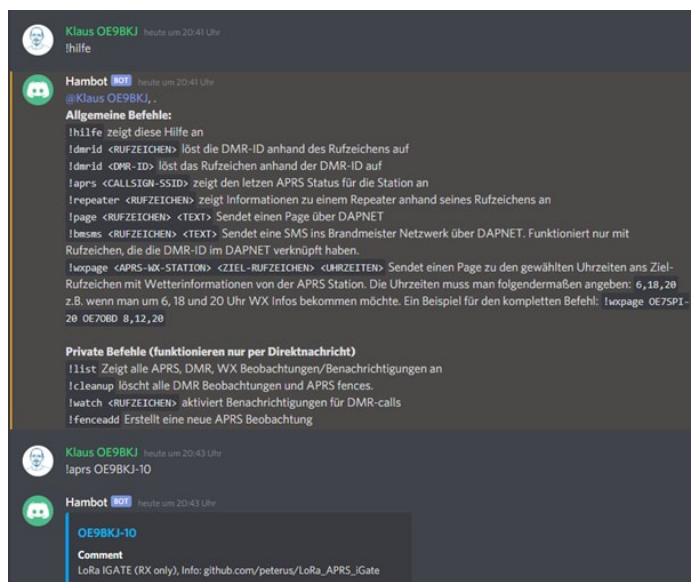 Klaus OE9BKJ heute um 20:41 Uhr
!hilfe
Hambot BOT heute um 20:41 Uhr
@Klaus OE9BKJ, .
Allgemeine Befehle:
!hilfe zeigt diese Hilfe an
!dmrid <RUFZEICHEN> löst die DMR-ID anhand des Rufzeichens auf
!dmrid <DMR-ID> löst das Rufzeichen anhand der DMR-ID auf
!aprs <CALLSIGN-SSID> zeigt den letzen APRS Status für die Station an
!repeater <RUFZEICHEN> zeigt Informationen zu einem Repeater anhand seines Rufzeichens an
!page <RUFZEICHEN> <TEXT> Sendet einen Page über DAPNET
!bmsms <RUFZEICHEN> <TEXT> Sendet eine SMS ins Brandmeister Netzwerk über DAPNET. Funktioniert nur mit
Rufzeichen, die die DMR-ID im DAPNET verknüpft haben.
!wxpage <APRS-WX-STATION> <ZIEL-RUFZEICHEN> <UHRZEITEN> Sendet einen Page zu den gewählten Uhrzeiten ans Ziel-
Rufzeichen mit Wetterinformationen von der APRS Station. Die Uhrzeiten muss man folgendermaßen angeben: 6,18,20
z.B. wenn man um 6, 18 und 20 Uhr WX Infos bekommen möchte. Ein Beispiel für den kompletten Befehl: !wxpage OE7SPI-
20 OE7OBD 8,12,20
Private Befehle (funktionieren nur per Direktnachricht)
!list Zeigt alle APRS, DMR, WX Beobachtungen/Benachrichtigungen an
!cleanup löscht alle DMR Beobachtungen und APRS fences.
!watch <RUFZEICHEN> aktiviert Benachrichtigungen für DMR-calls
!fenceadd Erstellt eine neue APRS Beobachtung
Klaus OE9BKJ heute um 20:43 Uhr
!aprs OE9BKJ-10
Hambot BOT heute um 20:43 Uhr
OE9BKJ-10
Comment
LoRa IGATE (RX only), Info: github.com/peterus/LoRa_APRS_iGate